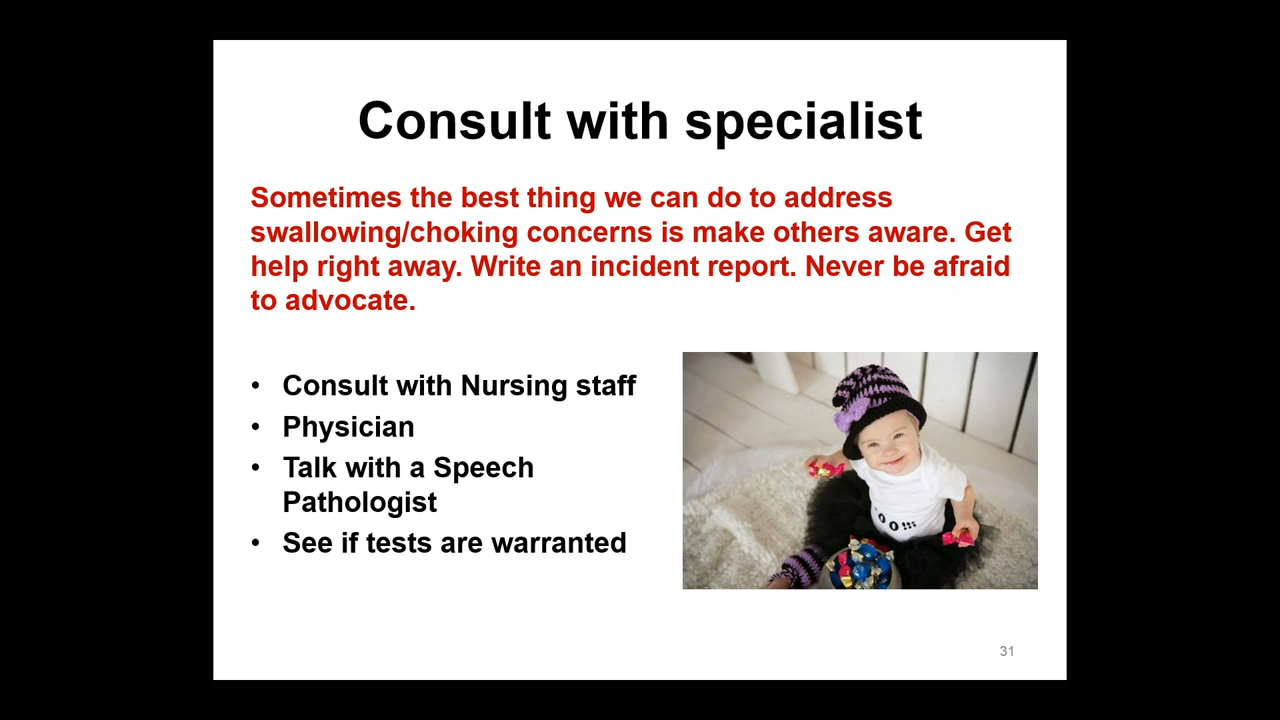 Consult with specialist
Sometimes the best thing we can do to address
swallowing/choking concerns is make others aware. Get
help right away. Write an incident report. Never be afraid
to advocate.
• Consult with Nursing staff
• Physician
• Talk with a Speech
Pathologist
• See if tests are warranted
31